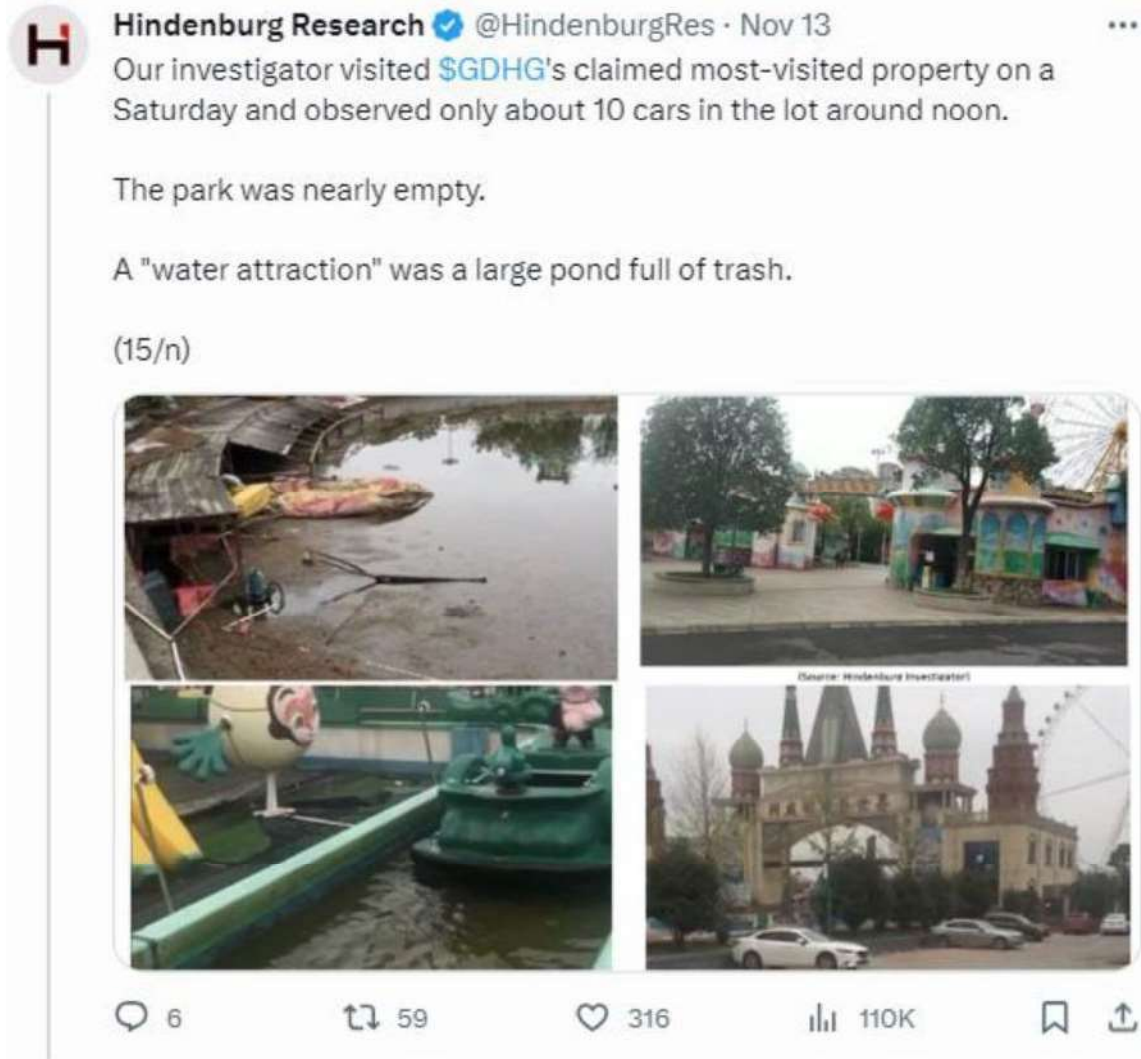 Hindenburg Research @HindenburgRes · Nov 13
Our investigator visited $GDHG's claimed most-visited property on a
Saturday and observed only about 10 cars in the lot around noon.
The park was nearly empty.
A "water attraction" was a large pond full of trash.
(15/n)
(Source: Hindenburg Investigator)
6 59 316 110K